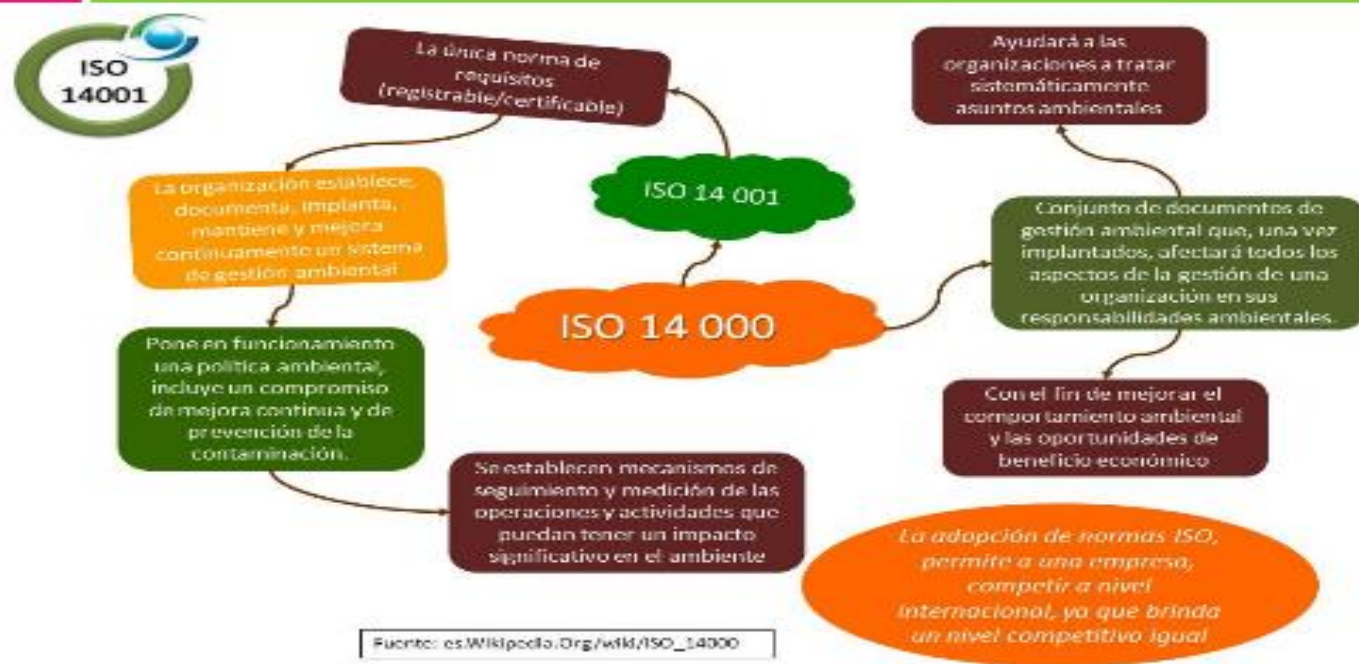 ISO
14001
La única norma de
requisitos
(registrable/certificable)
Ayudará a las
organizaciones a tratar
sistemáticamente
asuntos ambientales
ISO 14 001
La organización establece,
documenta, implanta,
mantiene y mejora
continuamente un sistema
de gestión ambiental
Conjunto de documentos de
gestión ambiental que, una vez
implantados, afectará todos los
aspectos de la gestión de una
organización en sus
responsabilidades ambientales.
ISO 14 000
Pone en funcionamiento
una política ambiental,
incluye un compromiso
de mejora continua y de
prevención de la
contaminación.
Con el fin de mejorar el
comportamiento ambiental
y las oportunidades de
beneficio económico
Se establecen mecanismos de
seguimiento y medición de las
operaciones y actividades que
puedan tener un impacto
significativo en el ambiente
La adopción de normas ISO,
permite a una empresa,
competir a nivel
internacional, ya que brinda
un nivel competitivo igual
Fuente: es.Wikipedia.Org/wiki/ISO_14000